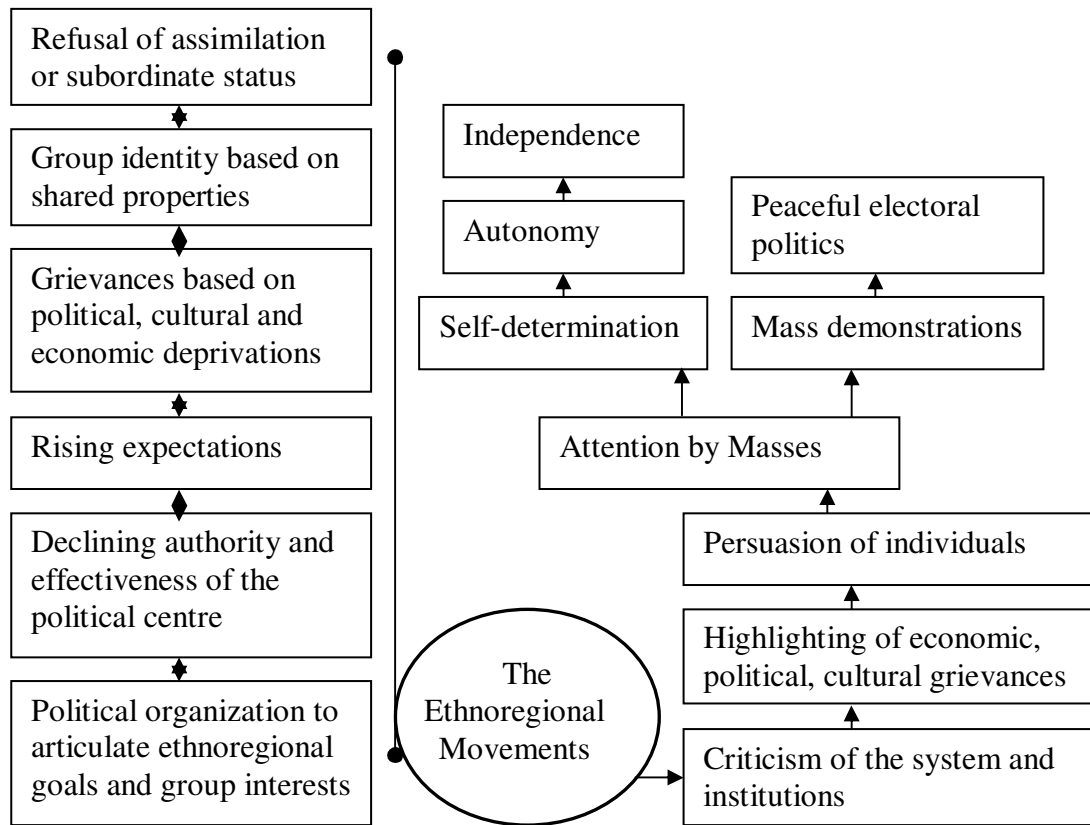 Refusal of assimilation
or subordinate status
Group identity based on
shared properties
Grievances based on
political, cultural and
economic deprivations
Rising expectations
Declining authority and
effectiveness of the
political centre
Political organization to
articulate ethnoregional
goals and group interests
Independence
Autonomy
Self-determination
Peaceful electoral
politics
Mass demonstrations
Attention by Masses
Persuasion of individuals
Highlighting of economic,
political, cultural grievances
Criticism of the system and
institutions
The
Ethnoregional
Movements